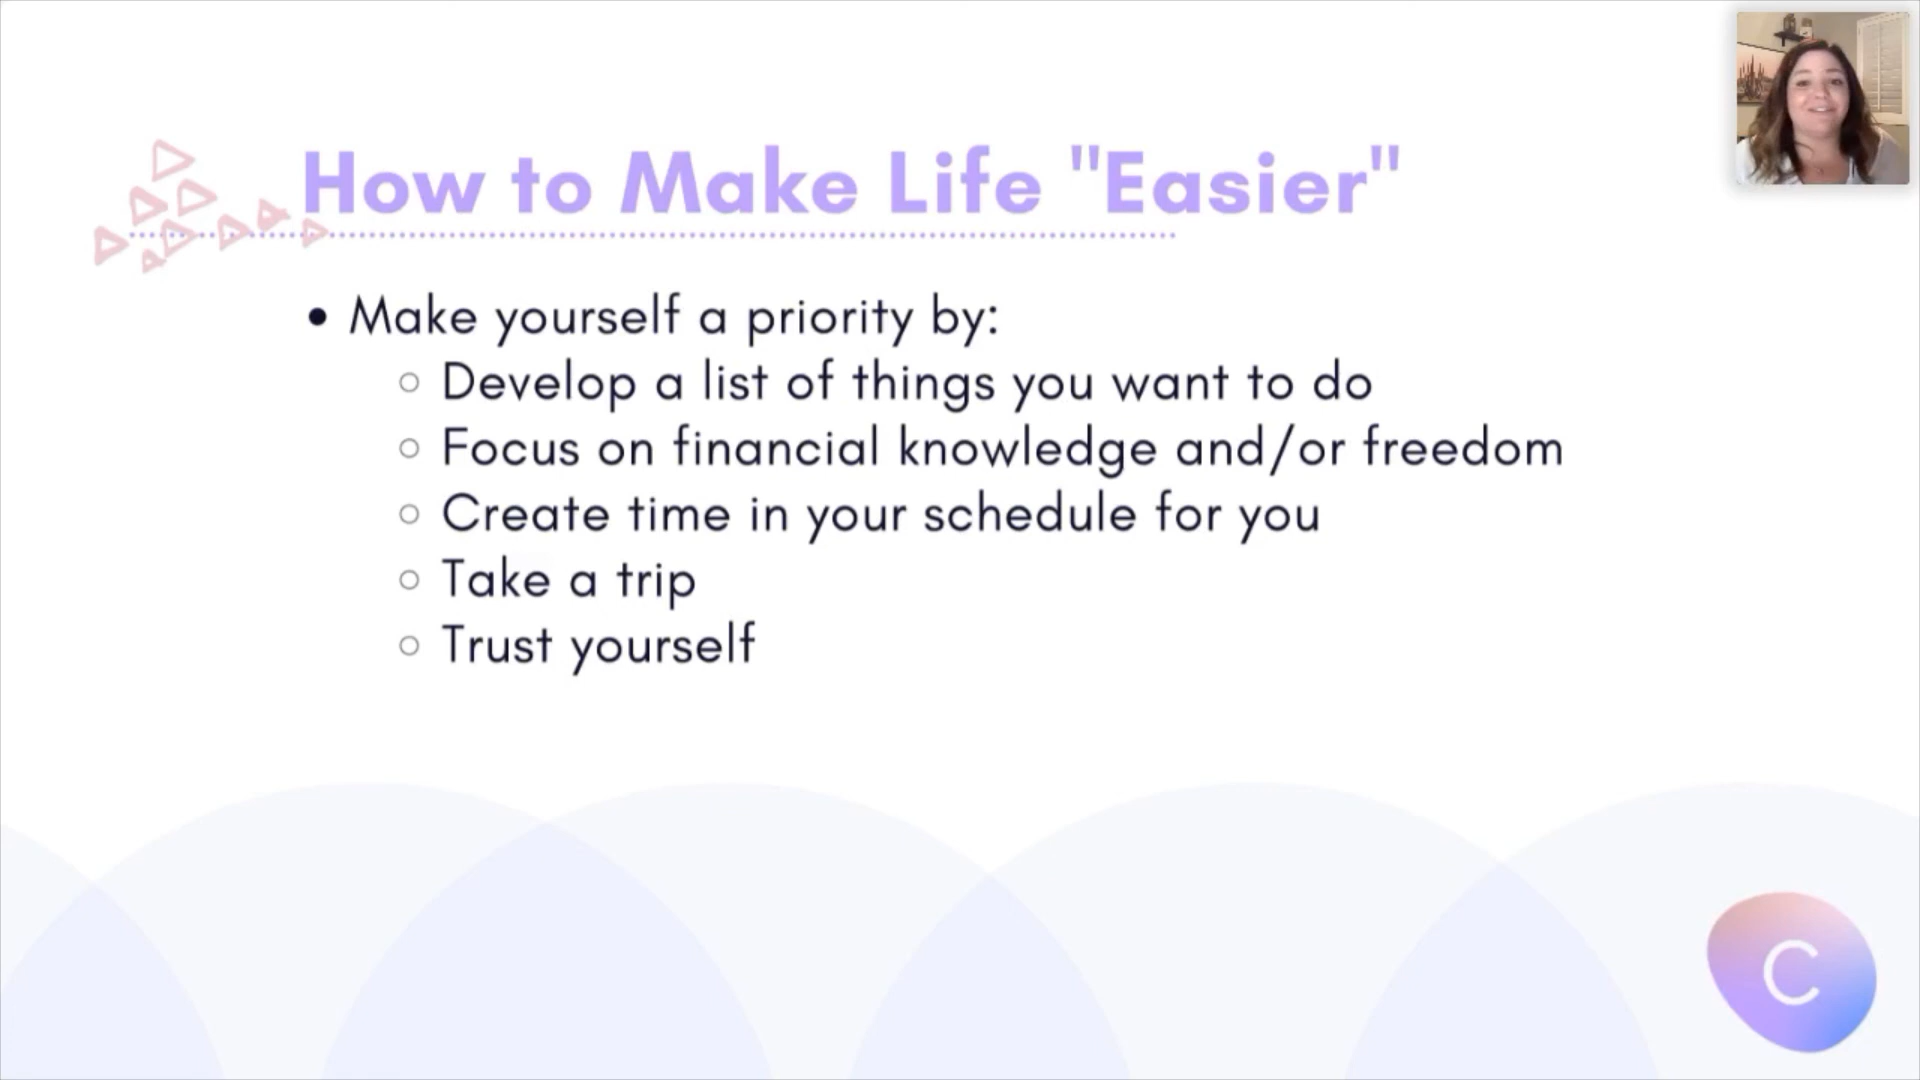 How to Make Life "Easier"
Make yourself a priority by:
Develop a list of things you want to do
Focus on financial knowledge and/or freedom
Create time in your schedule for you
Take a trip
Trust yourself
C